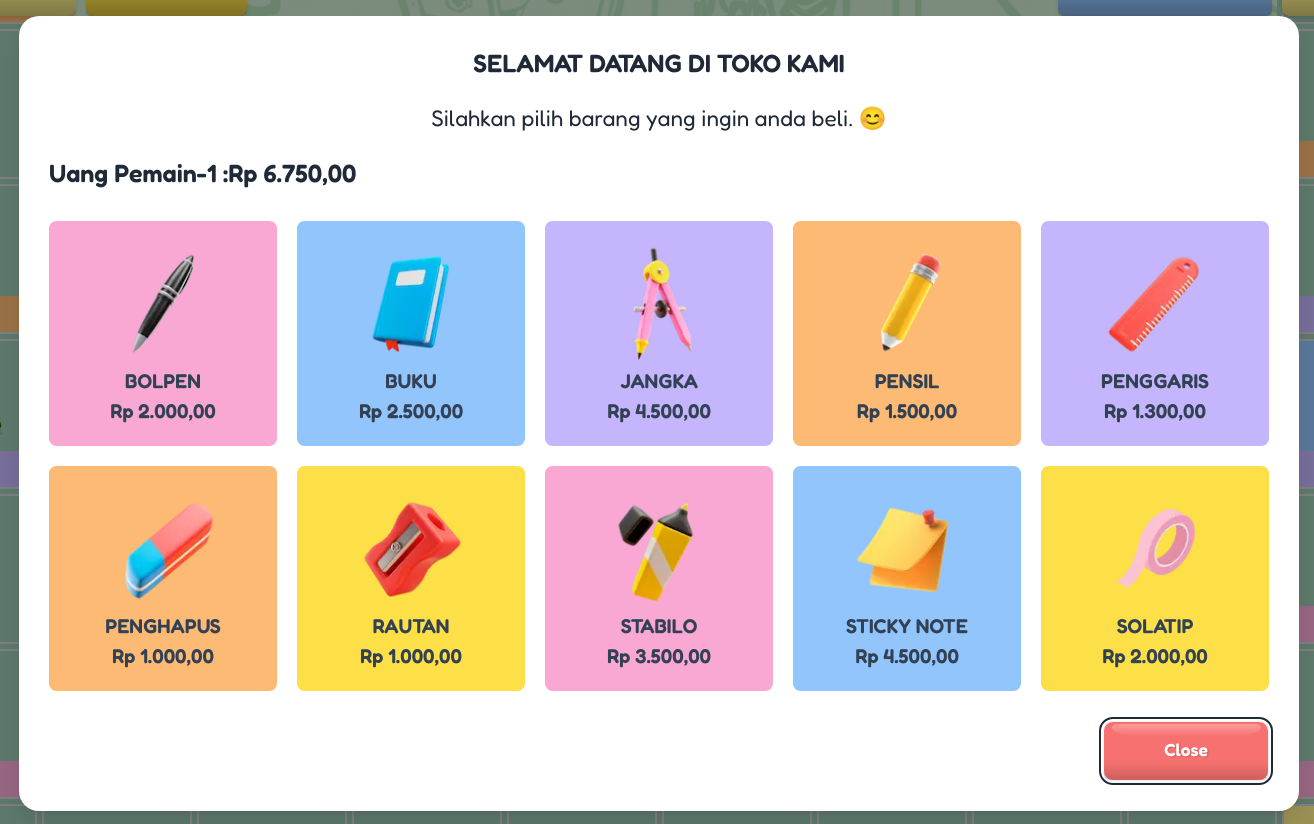 SELAMAT DATANG DI TOKO KAMI
Silahkan pilih barang yang ingin anda beli. 😊
Uang Pemain-1 :Rp 6.750,00
BOLPEN
Rp 2.000,00
BUKU
Rp 2.500,00
JANGKA
Rp 4.500,00
PENSIL
Rp 1.500,00
PENGGARIS
Rp 1.300,00
PENGHAPUS
Rp 1.000,00
RAUTAN
Rp 1.000,00
STABILO
Rp 3.500,00
STICKY NOTE
Rp 4.500,00
SOLATIP
Rp 2.000,00
Close